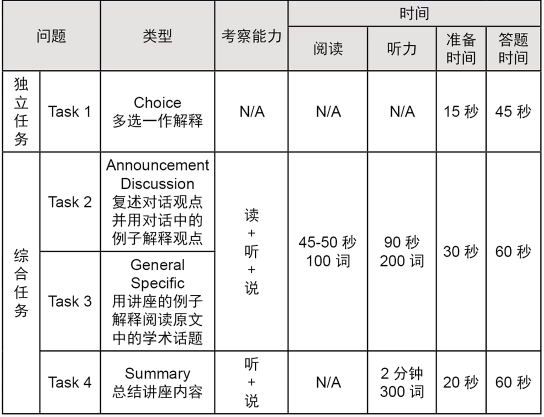 问题 类型 考察能力 时间
阅读 听力 准备时间 答题时间
独立任务 Task 1 Choice
多选一作解释 N/A N/A N/A 15 秒 45 秒
综合任务
Task 2
Announcement
Discussion
复述对话观点
并用对话中的
例子解释观点
读
+
听
+
说
45-50 秒
100 词
90 秒
200 词
30 秒
60 秒
Task 3
General
Specific
用讲座的例子
解释阅读原文
中的学术话题
Task 4
Summary
总结讲座内容
听
+
说
N/A
2 分钟
300 词
20 秒
60 秒